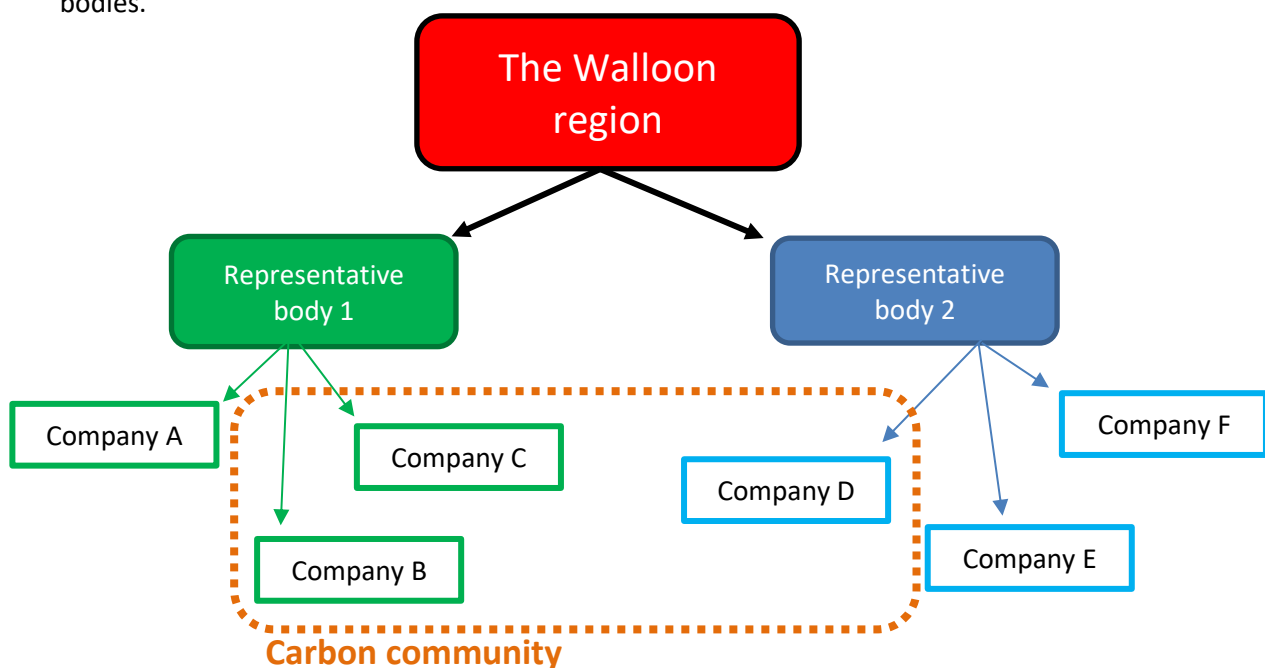 bodies.
The Walloon
region
Representative
body 1
Representative
body 2
Company A
Company C
Company F
Company D
Company B
Company E
Carbon community